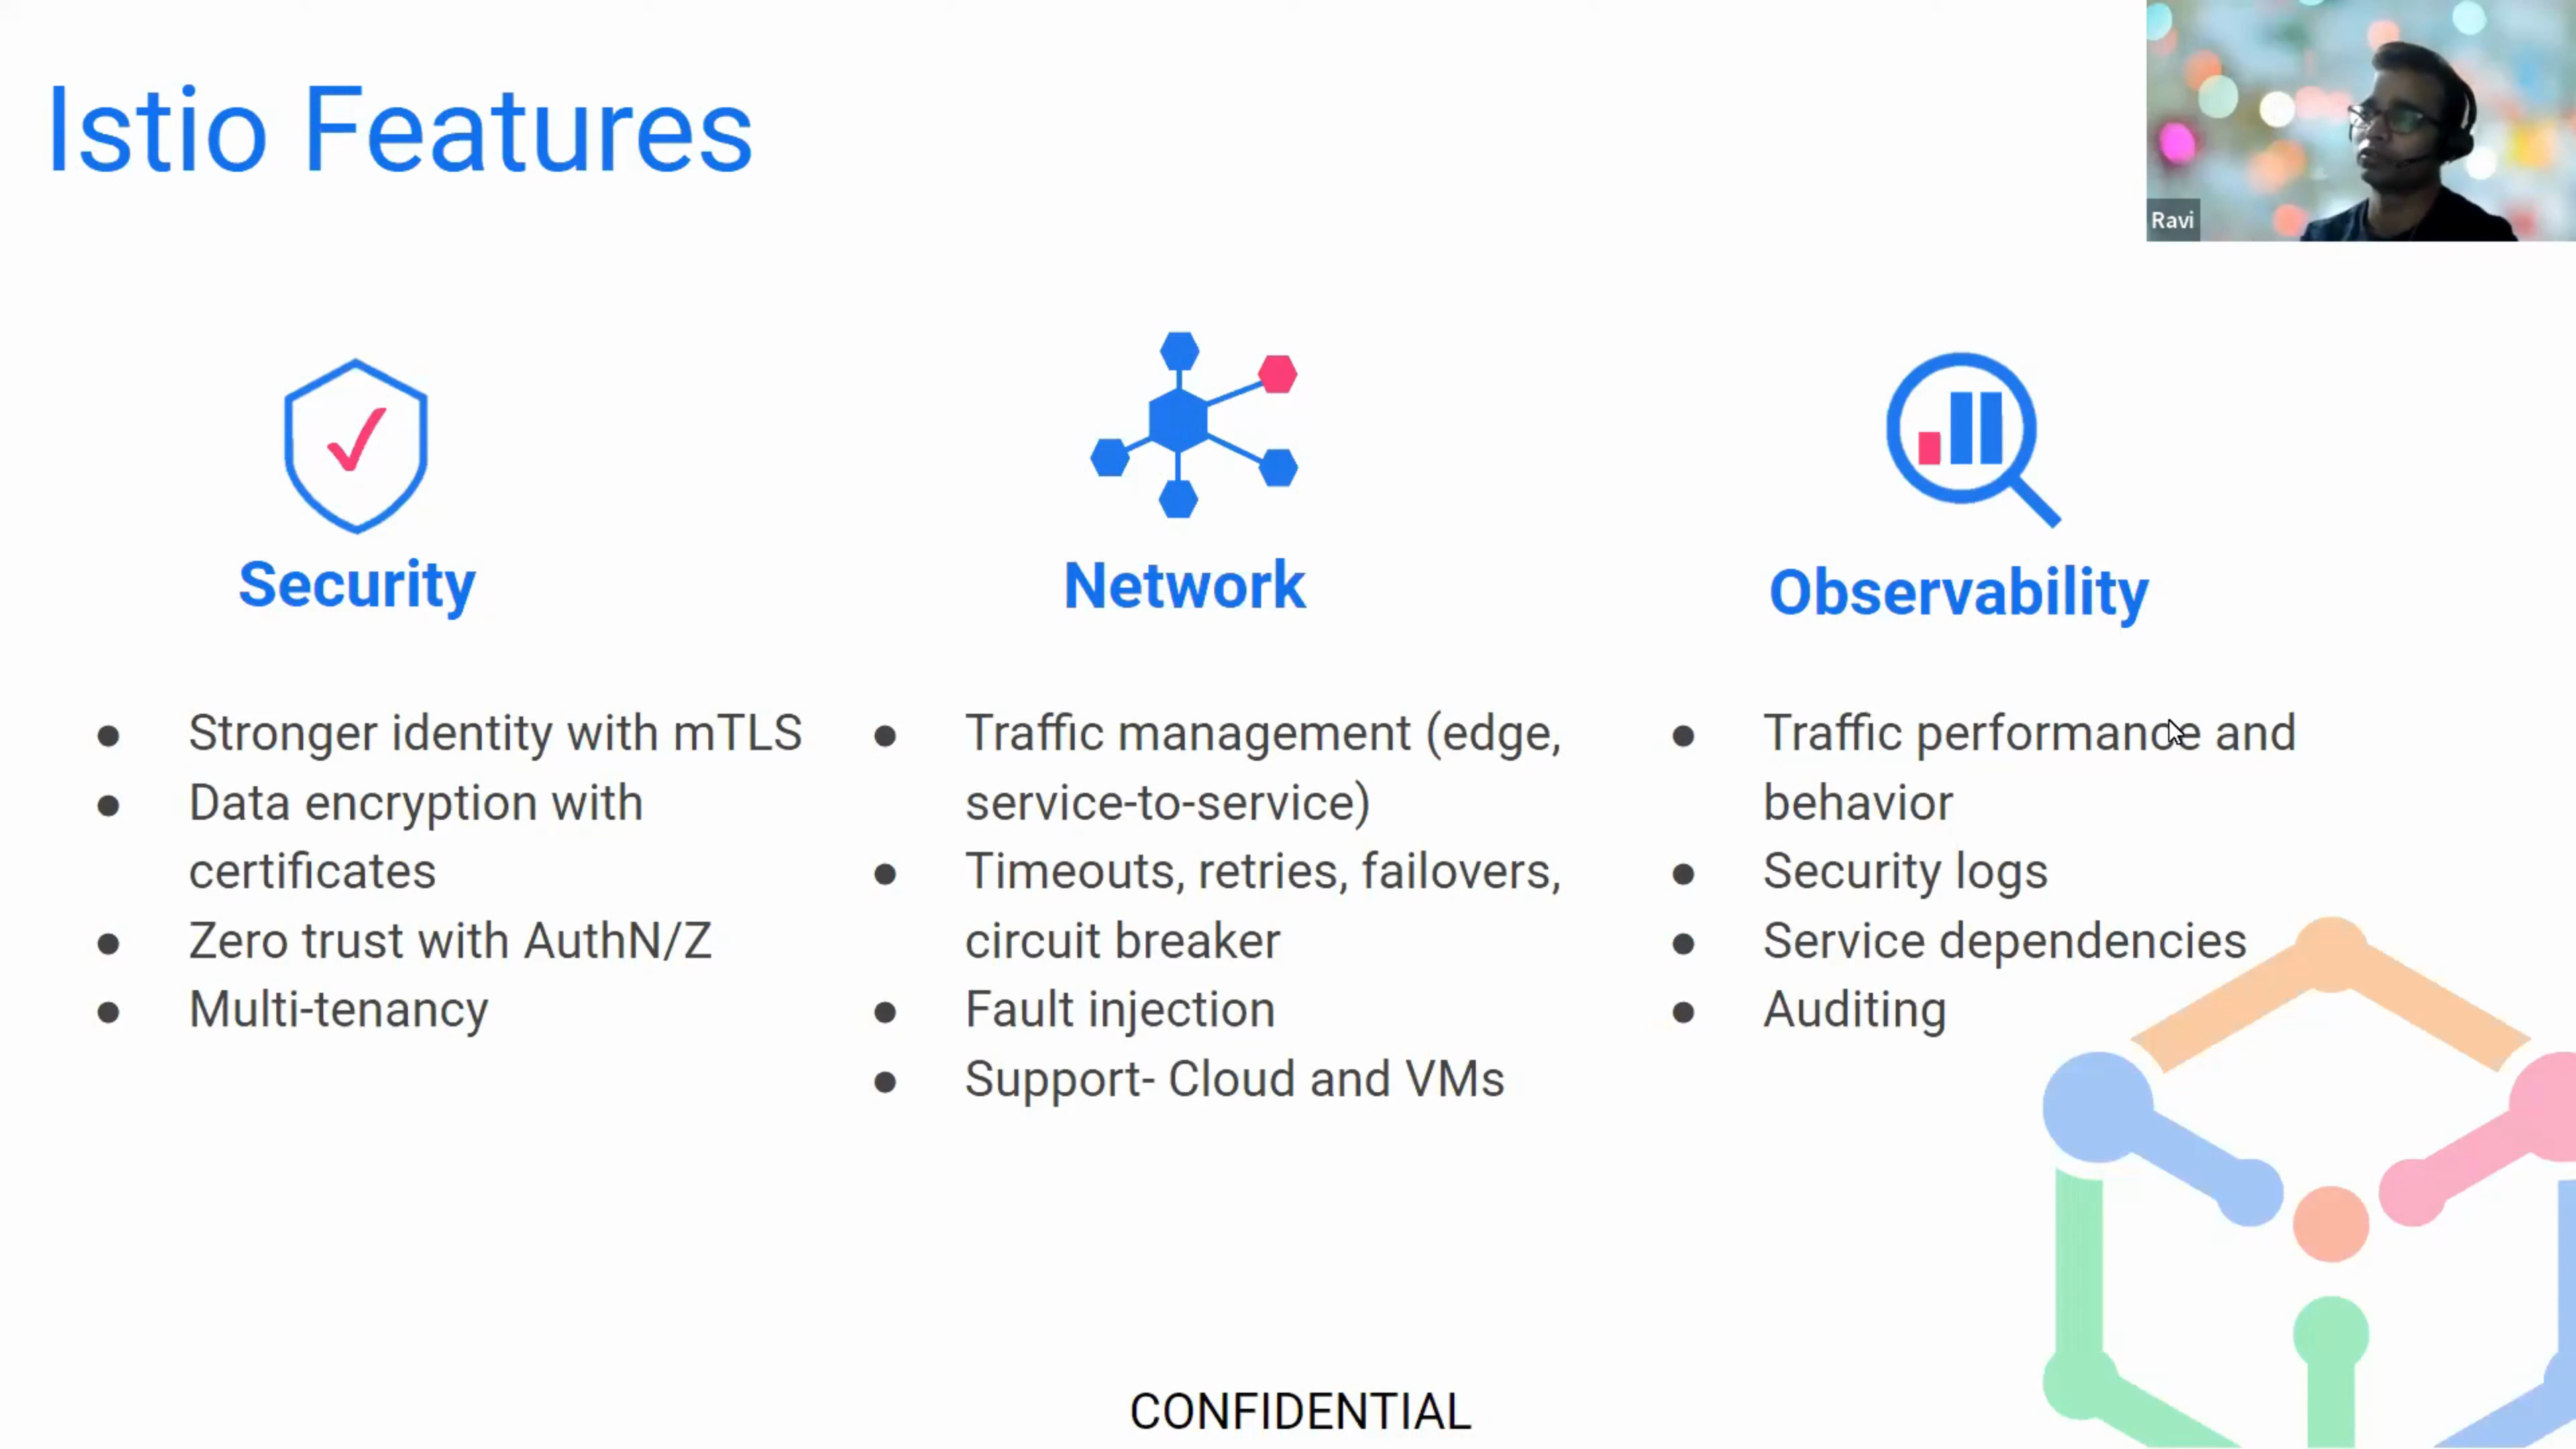 Istio Features
Ravi
Security
Stronger identity with mTLS
Data encryption with
certificates
Zero trust with AuthN/Z
Multi-tenancy
Network
Traffic management (edge,
service-to-service)
Timeouts, retries, failovers,
circuit breaker
Fault injection
Support- Cloud and VMs
Observability
Traffic performance and
behavior
Security logs
Service dependencies
Auditing
CONFIDENTIAL